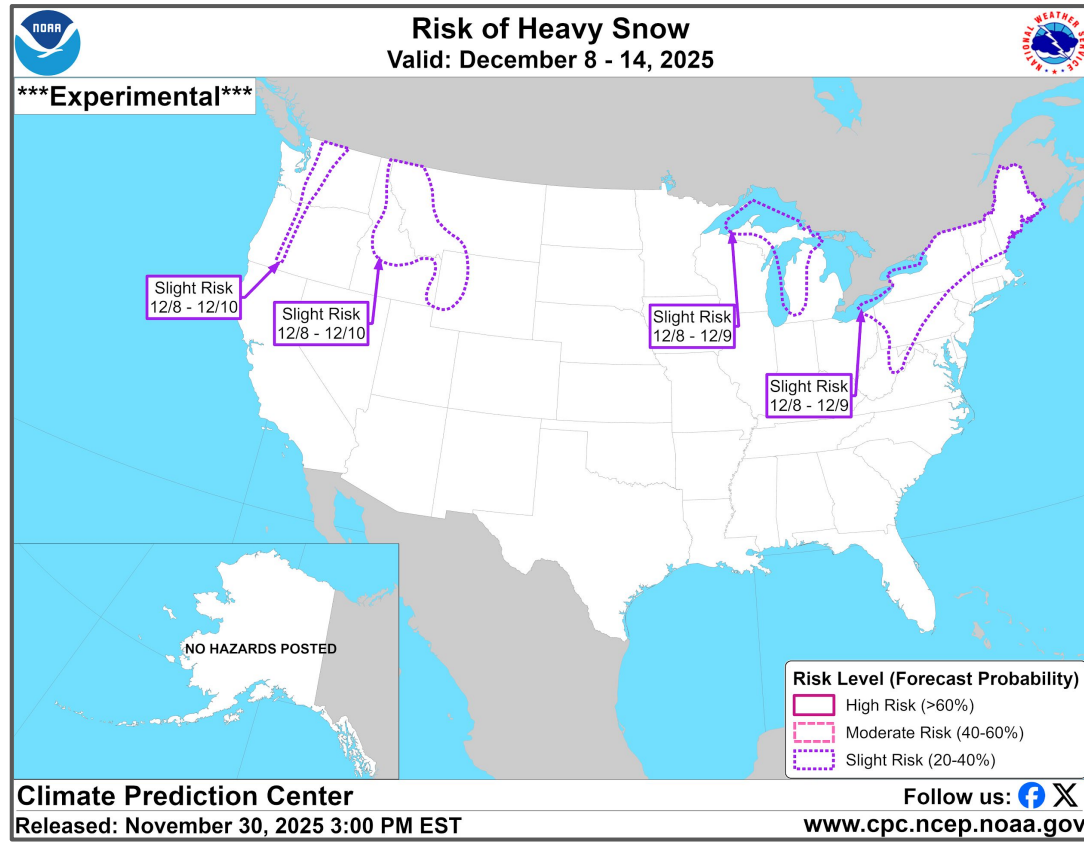 NOAA
Risk of Heavy Snow
Valid: December 8 - 14, 2025
NATIONAL WEATHER SERVICE
***Experimental***
Slight Risk
12/8 - 12/10
Slight Risk
12/8 - 12/10
Slight Risk
12/8 - 12/9
Slight Risk
12/8 - 12/9
NO HAZARDS POSTED
Risk Level (Forecast Probability)
High Risk (>60%)
Moderate Risk (40-60%)
Slight Risk (20-40%)
Climate Prediction Center
Follow us:
Released: November 30, 2025 3:00 PM EST
www.cpc.ncep.noaa.gov